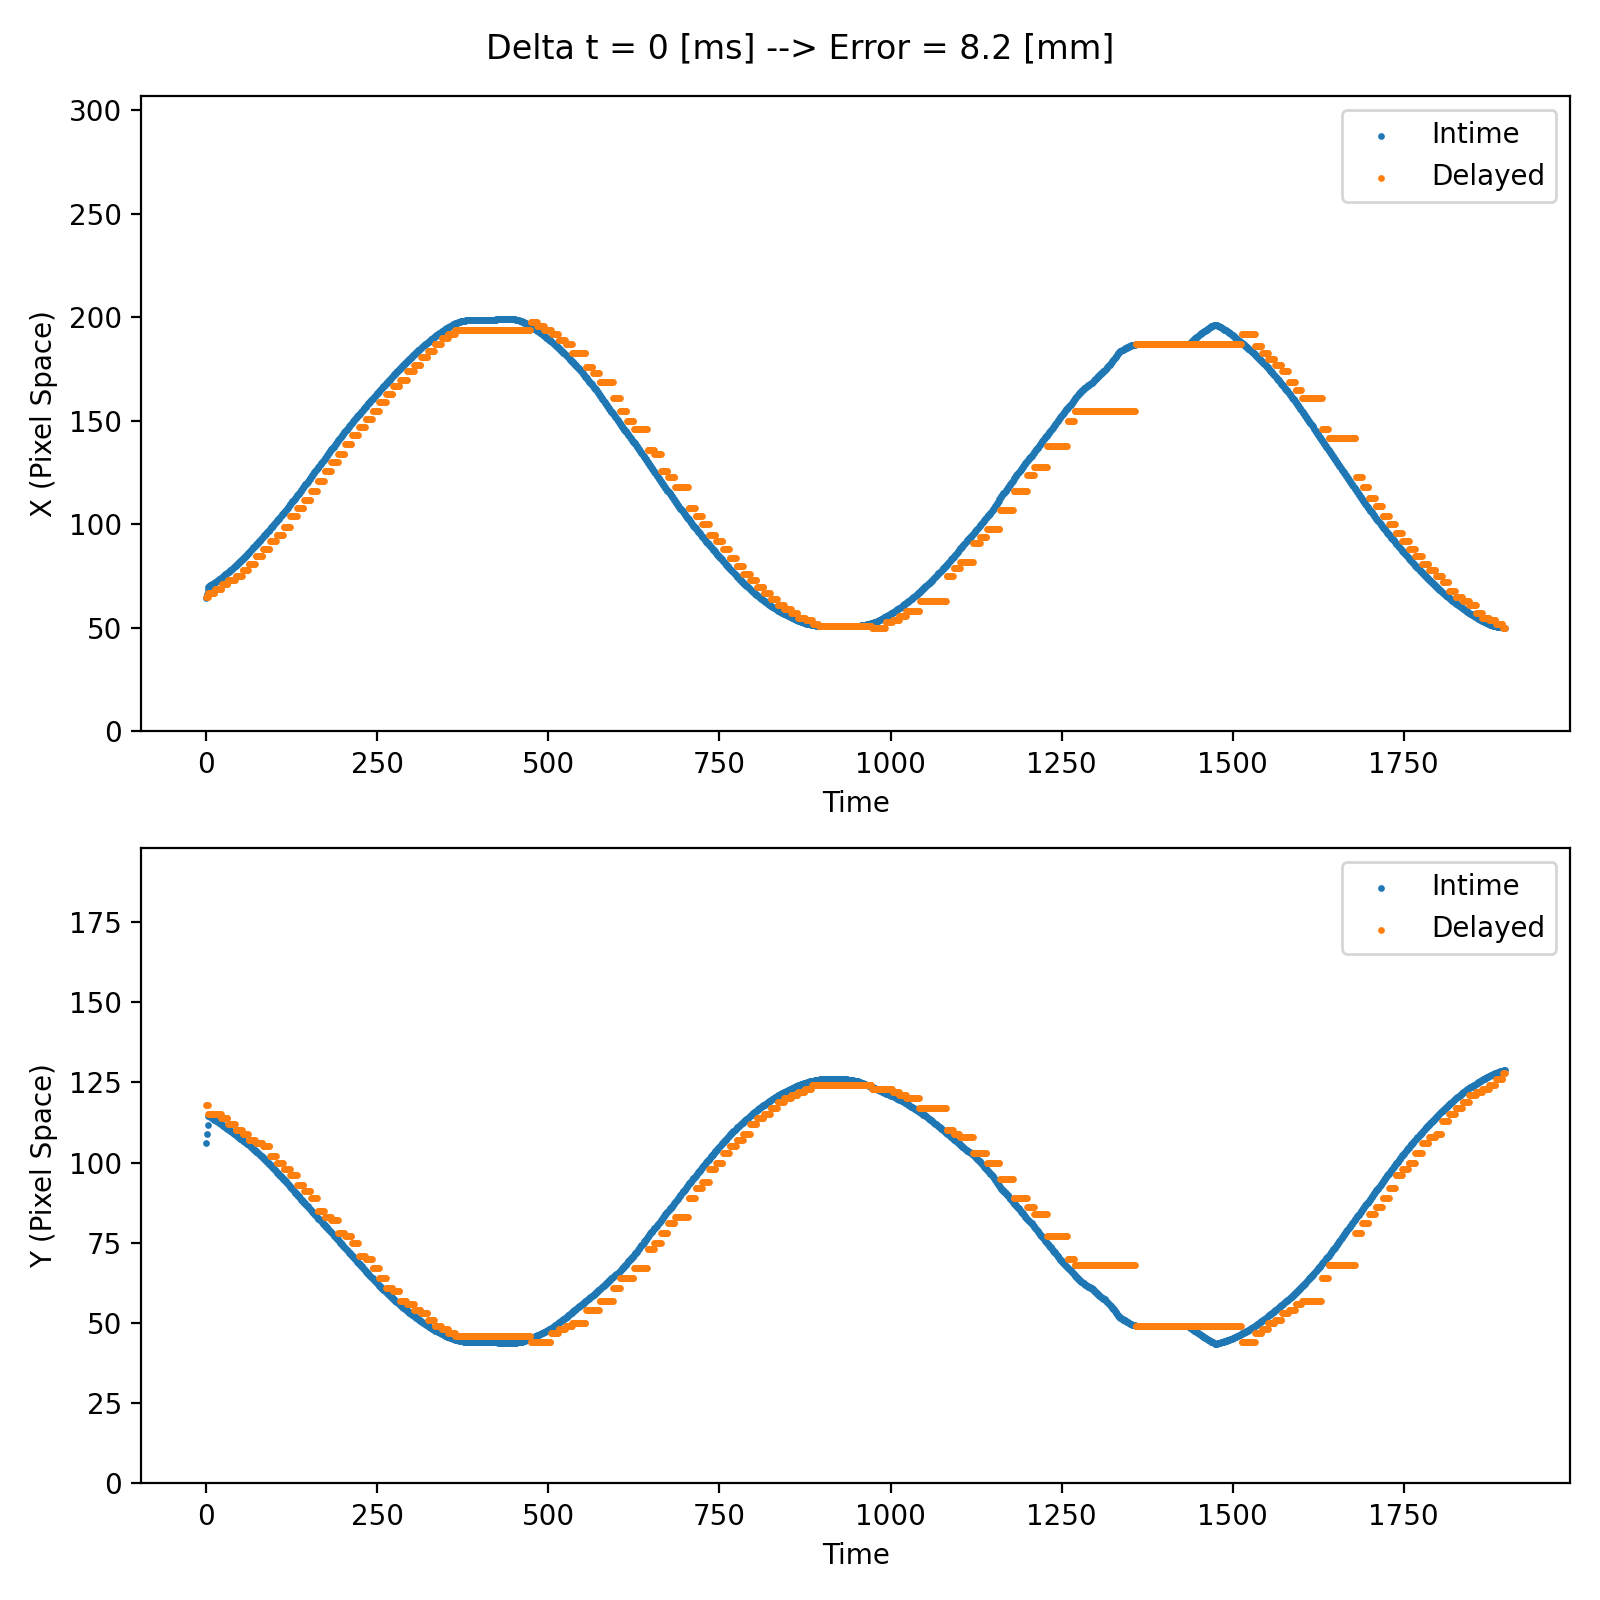 Delta t = 0 [ms] --> Error = 8.2 [mm]
300
250
200
150
100
50
0
X (Pixel Space)
Intime
Delayed
0 250 500 750 1000 1250 1500 1750
Time
175
150
125
100
75
50
25
0
Y (Pixel Space)
Intime
Delayed
0 250 500 750 1000 1250 1500 1750
Time